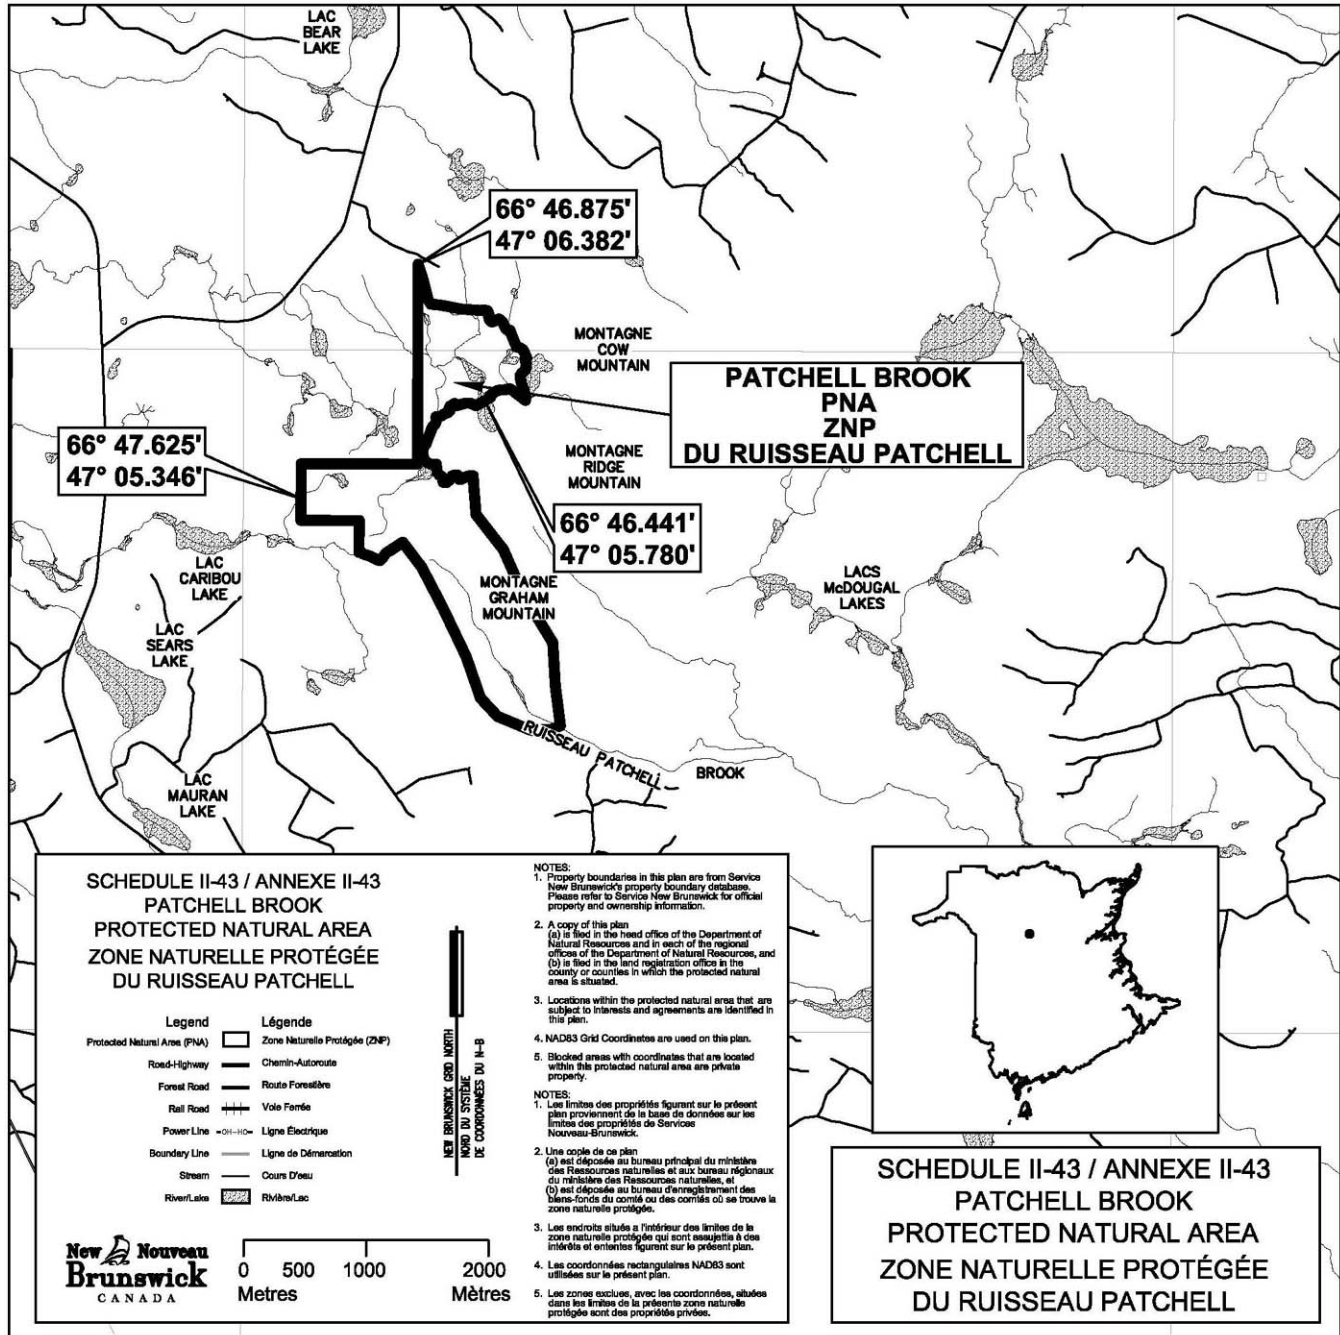 LAC
BEAR
LAKE
66° 46.875'
47° 06.382'
MONTAGNE
COW
MOUNTAIN
PATCHELL BROOK
PNA
ZNP
DU RUISSEAU PATCHELL
66° 47.625'
47° 05.346'
MONTAGNE
RIDGE
MOUNTAIN
66° 46.441'
47° 05.780'
LAC
CARIBOU
LAKE
MONTAGNE
GRAHAM
MOUNTAIN
LACS
McDOUGAL
LAKES
LAC
SEARS
LAKE
RUISSEAU PATCHELL
BROOK
LAC
MAURAN
LAKE
SCHEDULE II-43 / ANNEXE II-43
PATCHELL BROOK
PROTECTED NATURAL AREA
ZONE NATURELLE PROTÉGÉE
DU RUISSEAU PATCHELL
Legend Légende
Protected Natural Area (PNA) Zone Naturelle Protégée (ZNP)
Road-Highway Chemin-Autoroute
Forest Road Route Forestière
Rail Road Voie Ferrée
Power Line -OH-HO- Ligne Électrique
Boundary Line Ligne de Démarcation
Stream Cours D'eau
River/Lake Rivière/Lac
NEW BRUNSWICK GRID NORTH
NORD DU SYSTÈME
DE COORDONNÉES DU N-B
New Nouveau
Brunswick
CANADA
0 500 1000 2000
Metres Mètres
NOTES:
1. Property boundaries in this plan are from Service
New Brunswick's property boundary database.
Please refer to Service New Brunswick for official
property and ownership information.
2. A copy of this plan
(a) is filed in the head office of the Department of
Natural Resources and in each of the regional
offices of the Department of Natural Resources, and
(b) is filed in the land registration office in the
county or counties in which the protected natural
area is situated.
3. Locations within the protected natural area that are
subject to interests and agreements are identified in
this plan.
4. NAD83 Grid Coordinates are used on this plan.
5. Blocked areas with coordinates that are located
within this protected natural area are private
property.
NOTES:
1. Les limites des propriétés figurant sur le présent
plan proviennent de la base de données sur les
limites des propriétés de Services
Nouveau-Brunswick.
2. Une copie de ce plan
(a) est déposée au bureau principal du ministère
des Ressources naturelles et aux bureau régionaux
du ministère des Ressources naturelles, et
(b) est déposée au bureau d'enregistrement des
biens-fonds du comté ou des comtés où se trouve la
zone naturelle protégée.
3. Les endroits situés a l'intérieur des limites de la
zone naturelle protégée qui sont assujettis à des
intérêts et ententes figurent sur le présent plan.
4. Les coordonnées rectangulaires NAD83 sont
utilisées sur le présent plan.
5. Les zones exclues, avec les coordonnées, situées
dans les limites de la présente zone naturelle
protégée sont des propriétés privées.
SCHEDULE II-43 / ANNEXE II-43
PATCHELL BROOK
PROTECTED NATURAL AREA
ZONE NATURELLE PROTÉGÉE
DU RUISSEAU PATCHELL